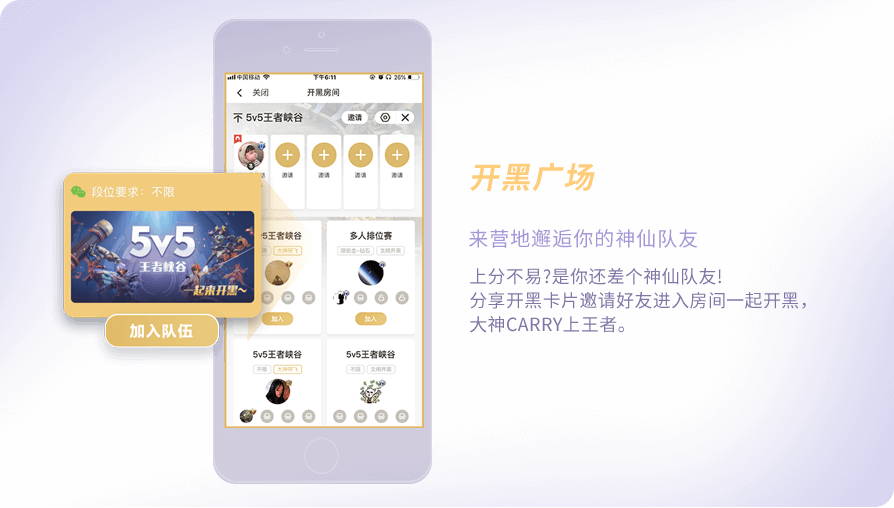 中国移动
下午6:11
26%
关闭
开黑房间
不 5v5王者峡谷
邀请
邀请
邀请
邀请
邀请
段位要求：不限
5v5
王者峡谷
一起来开黑~
加入队伍
5v5王者峡谷
大神带飞
加入
多人排位赛
文明开黑
加入
5v5王者峡谷
不限
大神带飞
5v5王者峡谷
不限
文明开黑
开黑广场
来营地邂逅你的神仙队友
上分不易?是你还差个神仙队友!
分享开黑卡片邀请好友进入房间一起开黑，
大神CARRY上王者。